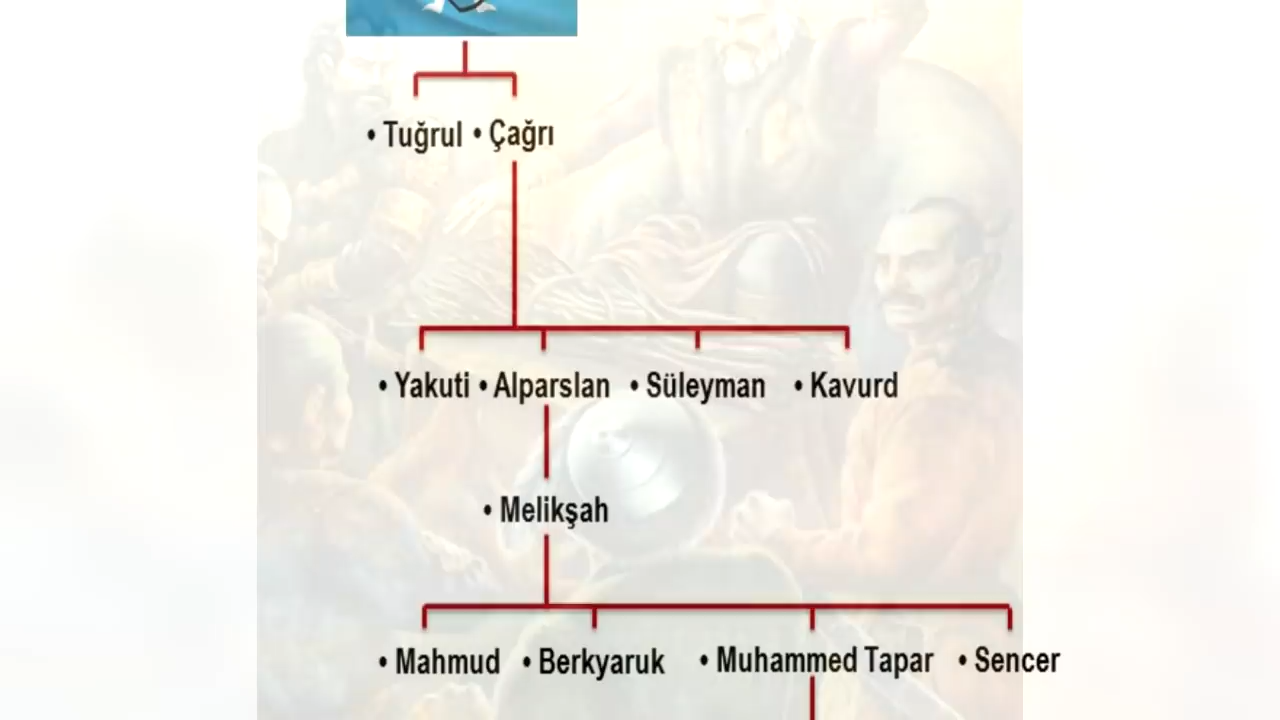 • Tuğrul • Çağrı
• Yakuti • Alparslan • Süleyman • Kavurd
• Melikşah
• Mahmud • Berkyaruk • Muhammed Tapar • Sencer